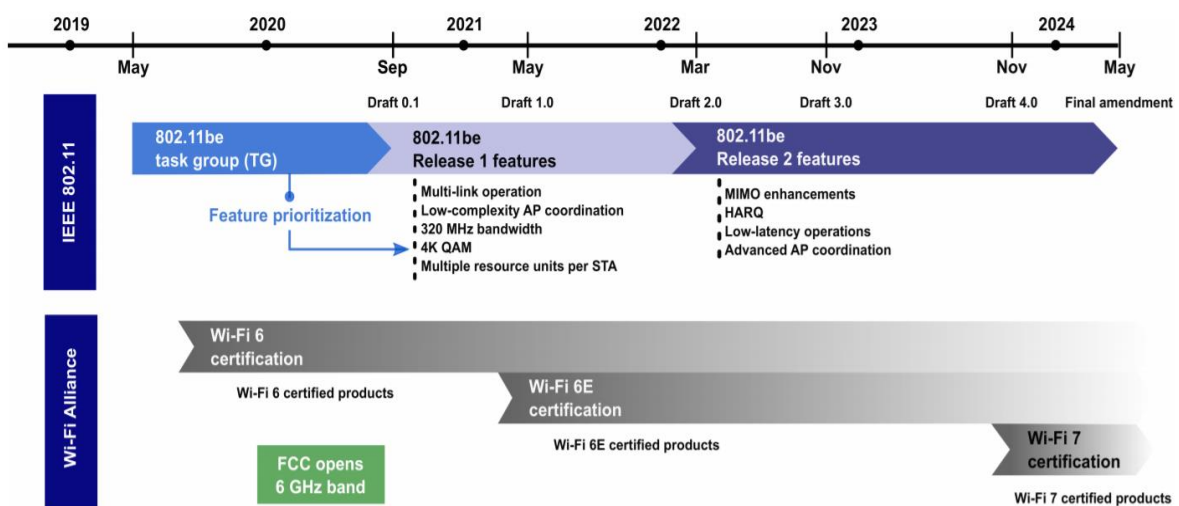 2019
2020
2021
2022
2023
2024
May
Sep
May
Mar
Nov
Nov
May
Draft 0.1
Draft 1.0
Draft 2.0
Draft 3.0
Draft 4.0
Final amendment
IEEE 802.11
802.11be
task group (TG)
802.11be
Release 1 features
802.11be
Release 2 features
Feature prioritization
Multi-link operation
Low-complexity AP coordination
320 MHz bandwidth
4K QAM
Multiple resource units per STA
MIMO enhancements
HARQ
Low-latency operations
Advanced AP coordination
Wi-Fi Alliance
Wi-Fi 6
certification
Wi-Fi 6 certified products
Wi-Fi 6E
certification
Wi-Fi 6E certified products
FCC opens
6 GHz band
Wi-Fi 7
certification
Wi-Fi 7 certified products